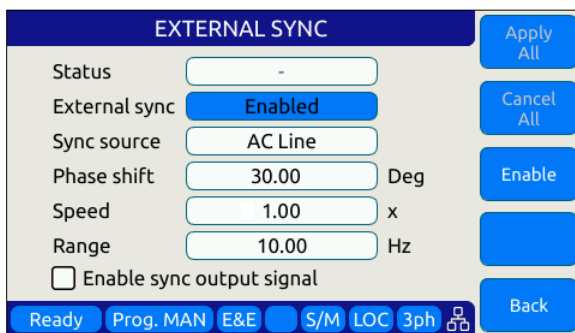 EXTERNAL SYNC
Status -
External sync Enabled
Sync source AC Line
Phase shift 30.00 Deg
Speed 1.00 x
Range 10.00 Hz
Enable sync output signal
Ready Prog. MAN E&E S/M LOC 3ph
Apply
All
Cancel
All
Enable
Back